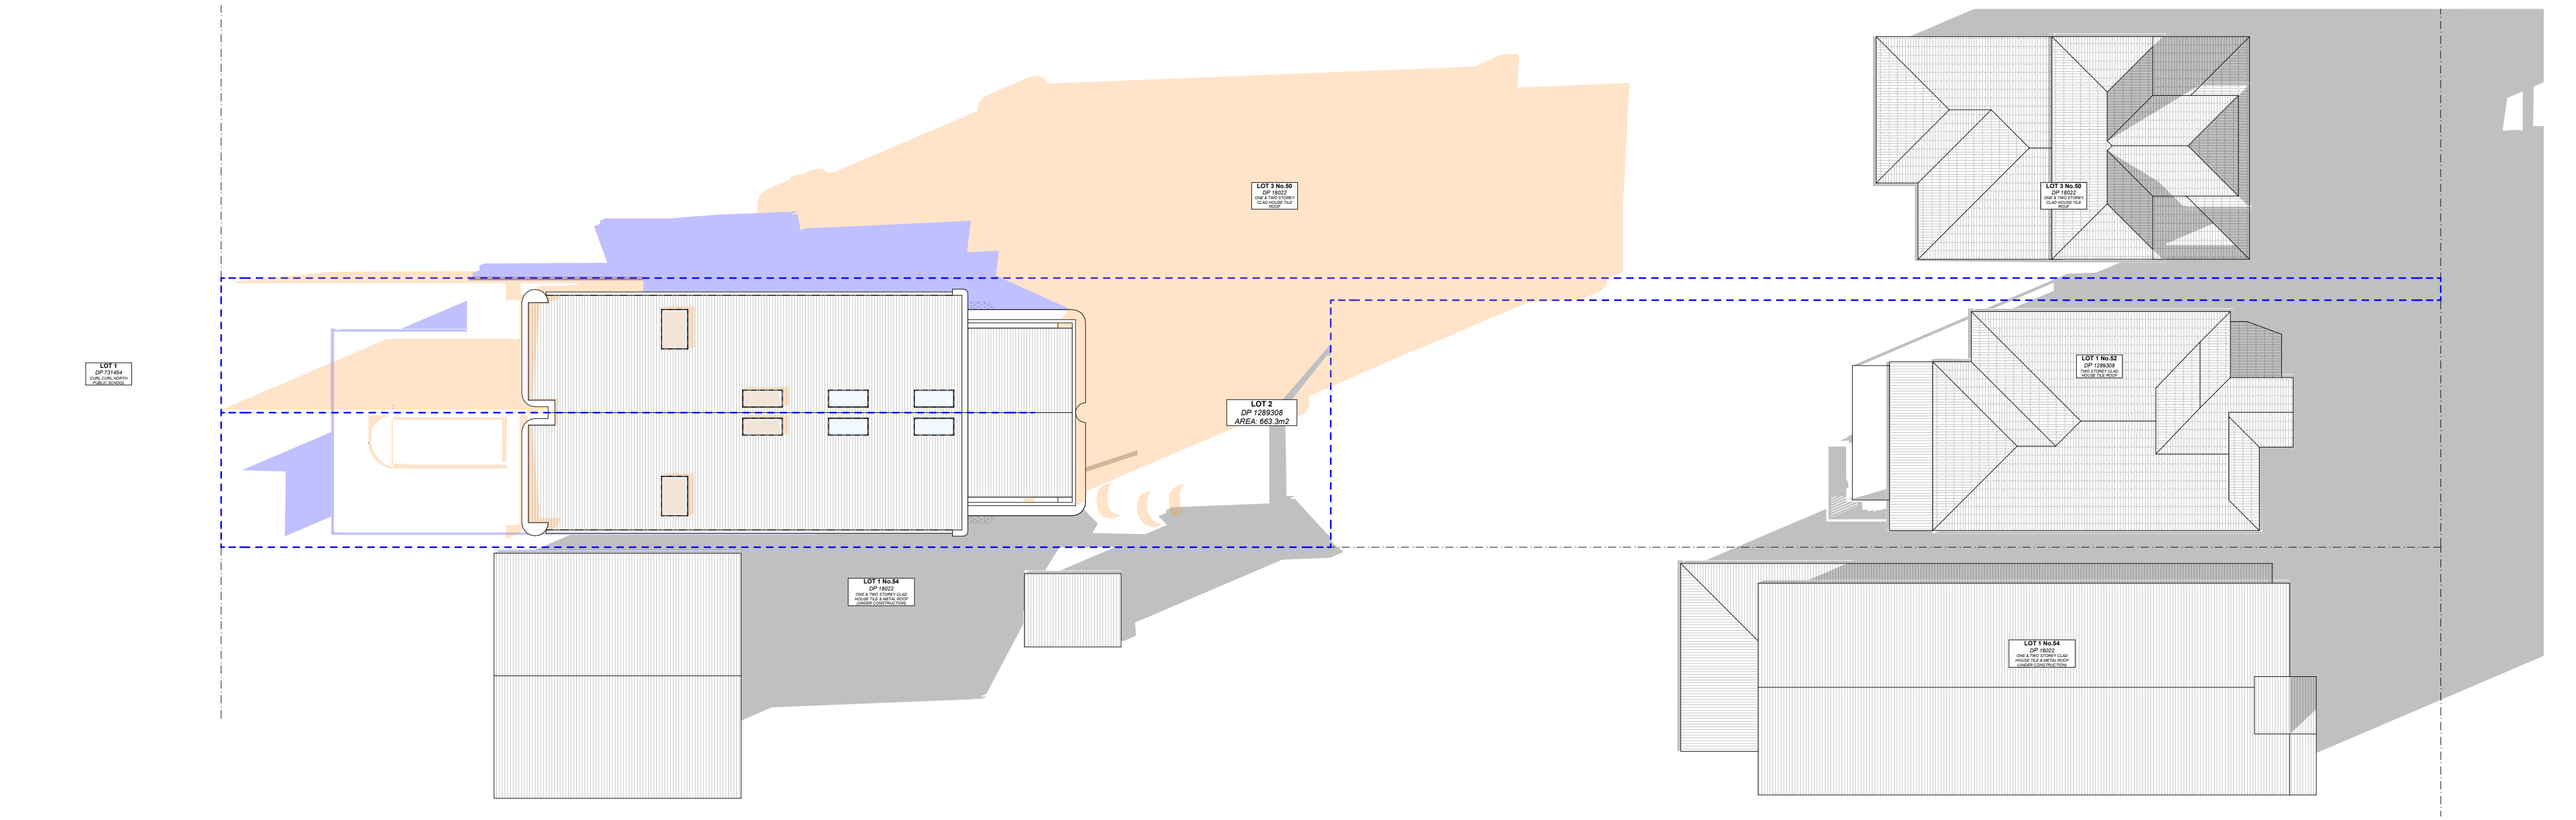 LOT 1
DP 731454
CURL CURL NORTH
PUBLIC SCHOOL
LOT 3 No.50
DP 18022
ONE & TWO STOREY
CLAD HOUSE TILE
ROOF
LOT 3 No.50
DP 18022
ONE & TWO STOREY
CLAD HOUSE TILE
ROOF
LOT 1 No.52
DP 1289308
TWO STOREY CLAD
HOUSE TILE ROOF
LOT 2
DP 1289308
AREA: 663.3m2
LOT 1 No.54
DP 18022
ONE & TWO STOREY CLAD
HOUSE TILE & METAL ROOF
(UNDER CONSTRUCTION)
LOT 1 No.54
DP 18022
ONE & TWO STOREY CLAD
HOUSE TILE & METAL ROOF
(UNDER CONSTRUCTION)